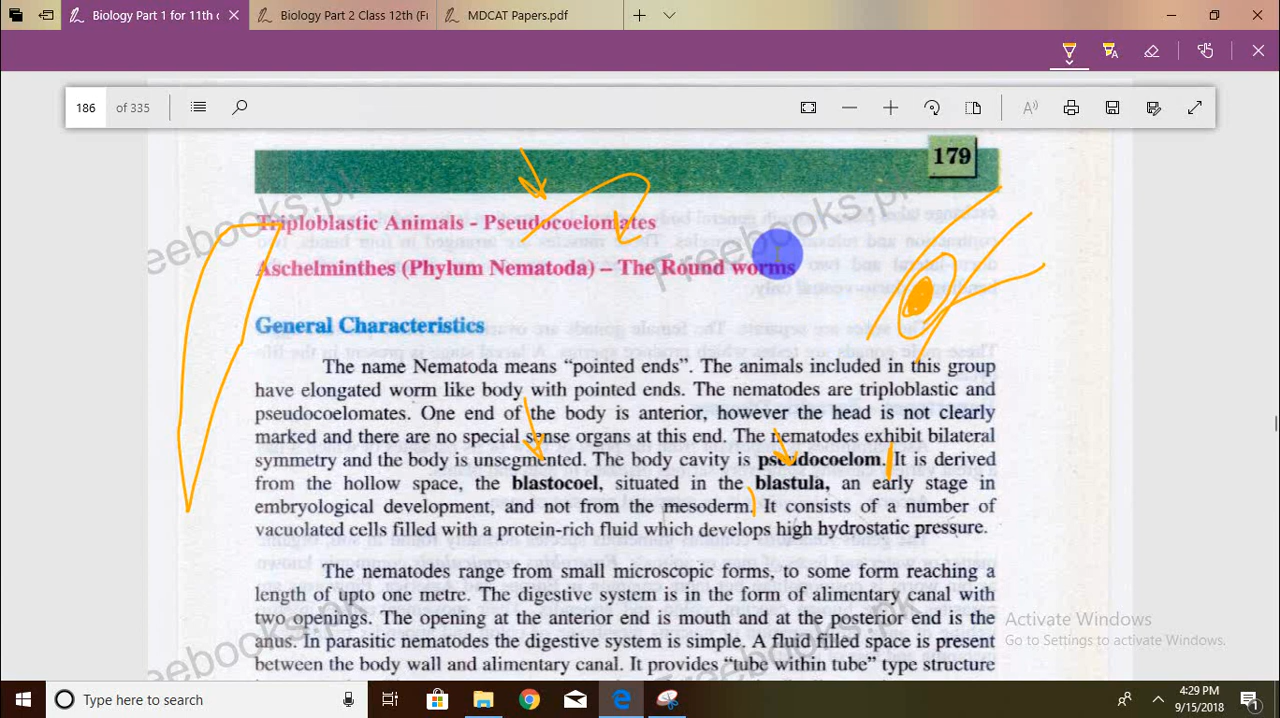 Biology Part 1 for 11th c
Biology Part 2 Class 12th (Fr
MDCAT Papers.pdf
186 of 335
179
Triploblastic Animals - Pseudocoelomates
Aschelminthes (Phylum Nematoda) – The Round worms
General Characteristics
The name Nematoda means “pointed ends”. The animals included in this group
have elongated worm like body with pointed ends. The nematodes are triploblastic and
pseudocoelomates. One end of the body is anterior, however the head is not clearly
marked and there are no special sense organs at this end. The nematodes exhibit bilateral
symmetry and the body is unsegmented. The body cavity is pseudocoelom. It is derived
from the hollow space, the blastocoel, situated in the blastula, an early stage in
embryological development, and not from the mesoderm. It consists of a number of
vacuolated cells filled with a protein-rich fluid which develops high hydrostatic pressure.
The nematodes range from small microscopic forms, to some form reaching a
length of upto one metre. The digestive system is in the form of alimentary canal with
two openings. The opening at the anterior end is mouth and at the posterior end is the
anus. In parasitic nematodes the digestive system is simple. A fluid filled space is present
between the body wall and alimentary canal. It provides “tube within tube” type structure
Freebooks.pk
Activate Windows
Go to Settings to activate Windows.
Type here to search
4:29 PM
9/15/2018